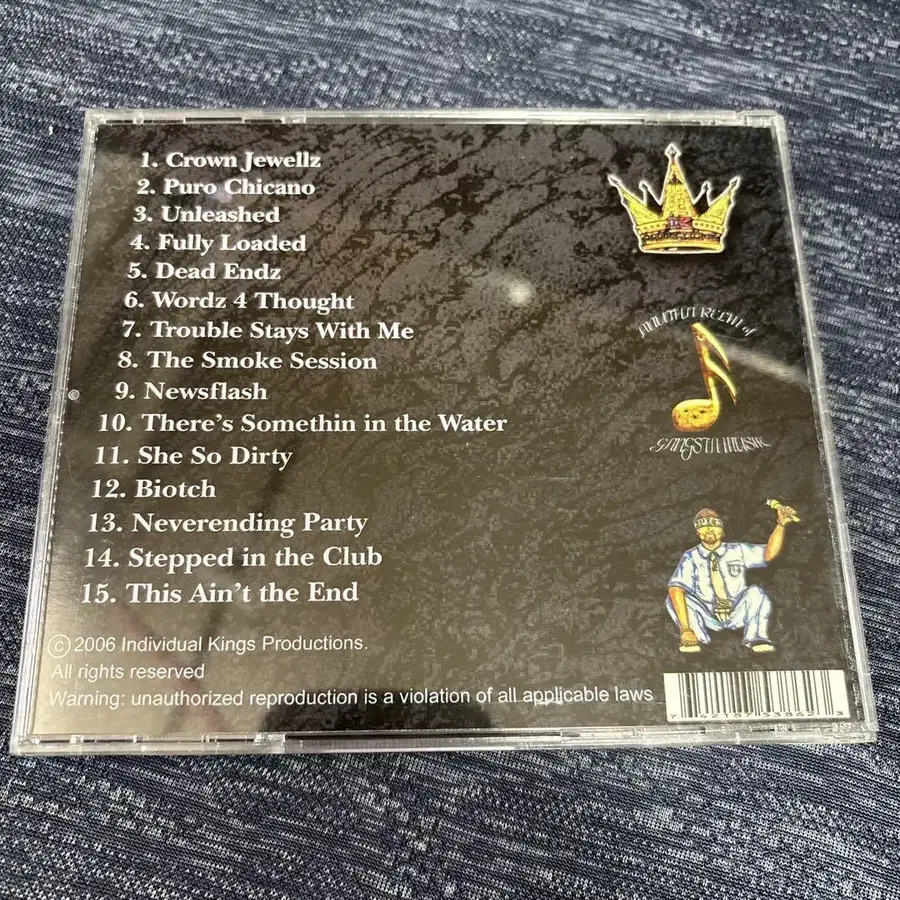 1. Crown Jewellz
2. Puro Chicano
3. Unleashed
4. Fully Loaded
5. Dead Endz
6. Wordz 4 Thought
7. Trouble Stays With Me
8. The Smoke Session
9. Newsflash
10. There's Somethin in the Water
11. She So Dirty
12. Biotch
13. Neverending Party
14. Stepped in the Club
15. This Ain't the End
© 2006 Individual Kings Productions.
All rights reserved
Warning: unauthorized reproduction is a violation of all applicable laws
GANGSTA MUSIK